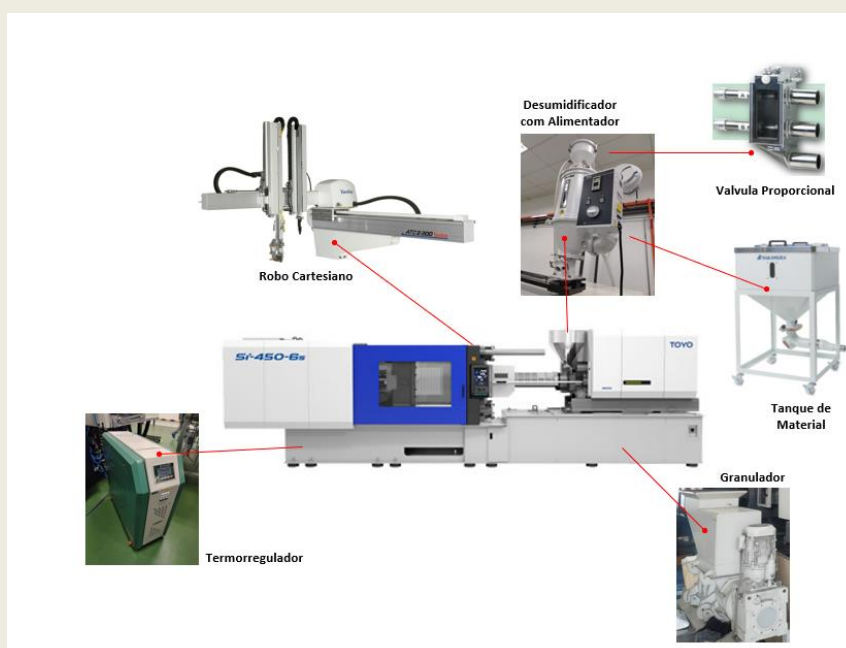 Desumidificador
com Alimentador
Valvula Proporcional
Robo Cartesiano
Si-450-6s
TOYO
Tanque de
Material
Granulador
Termorregulador